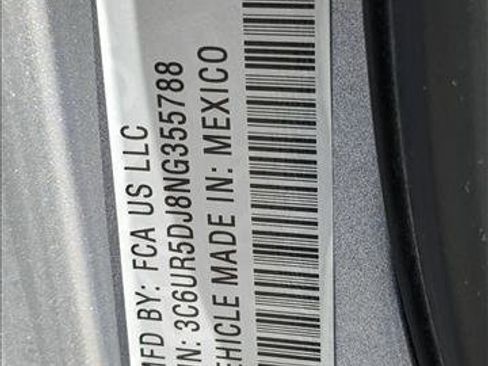 MFD BY: FCA US LLC
VIN: 3C6UR5DJ8NG355788
VEHICLE MADE IN: MEXICO